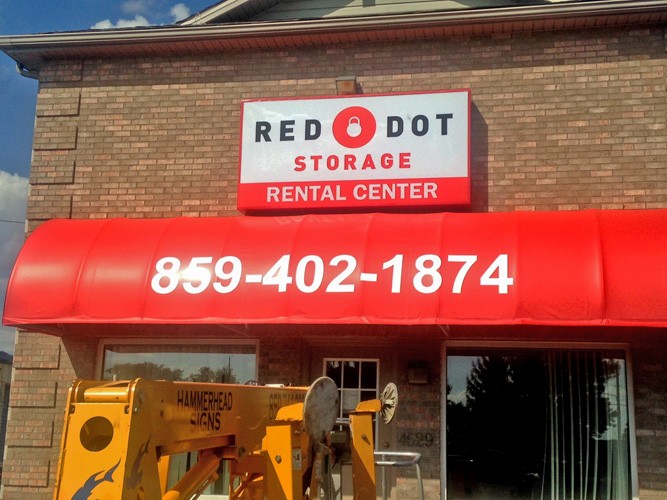 RED DOT
STORAGE
RENTAL CENTER
859-402-1874
HAMMERHEAD
SIGNS
4629